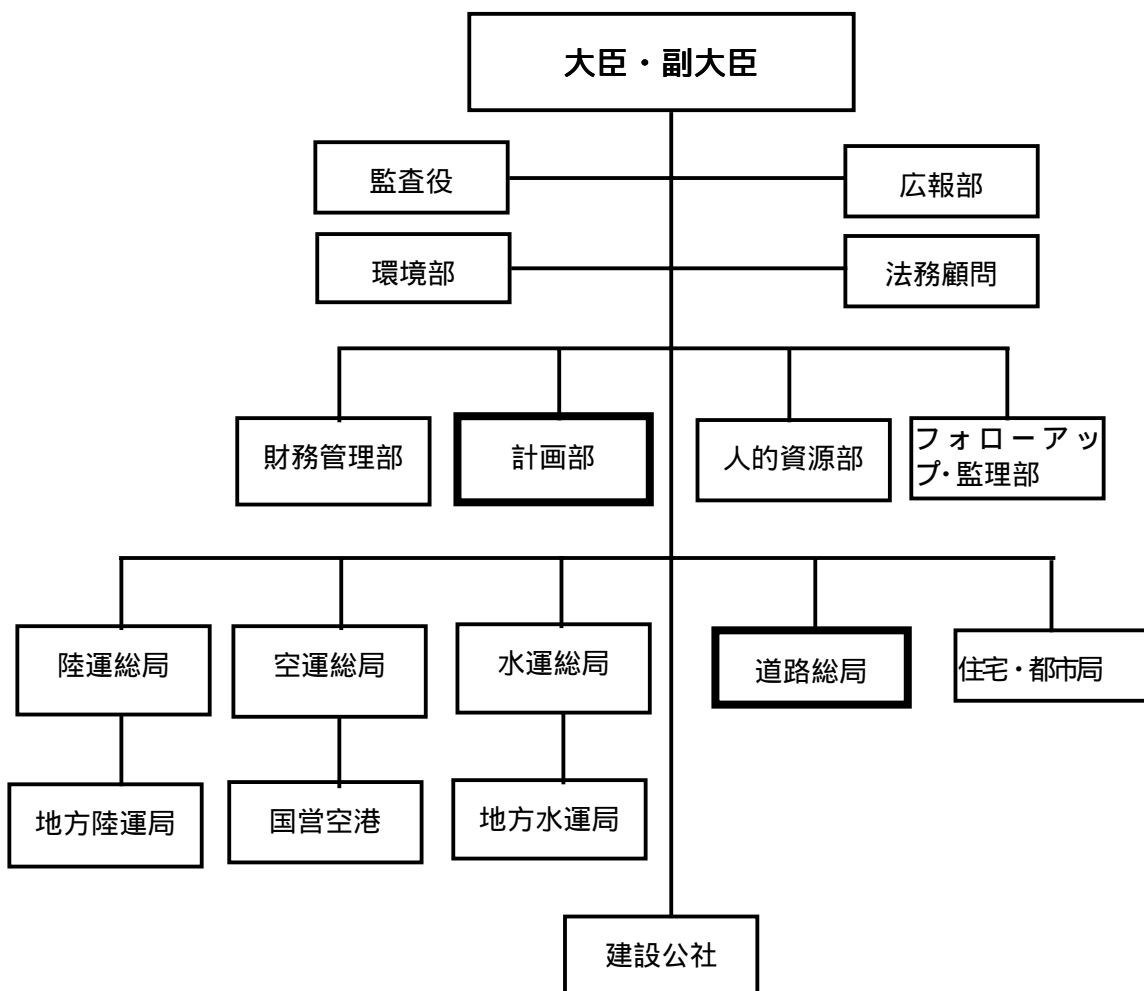 大臣・副大臣
監査役
広報部
環境部
法務顧問
財務管理部
計画部
人的資源部
フォローアッ
プ・監理部
陸運総局
空運総局
水運総局
道路総局
住宅・都市局
地方陸運局
国営空港
地方水運局
建設公社